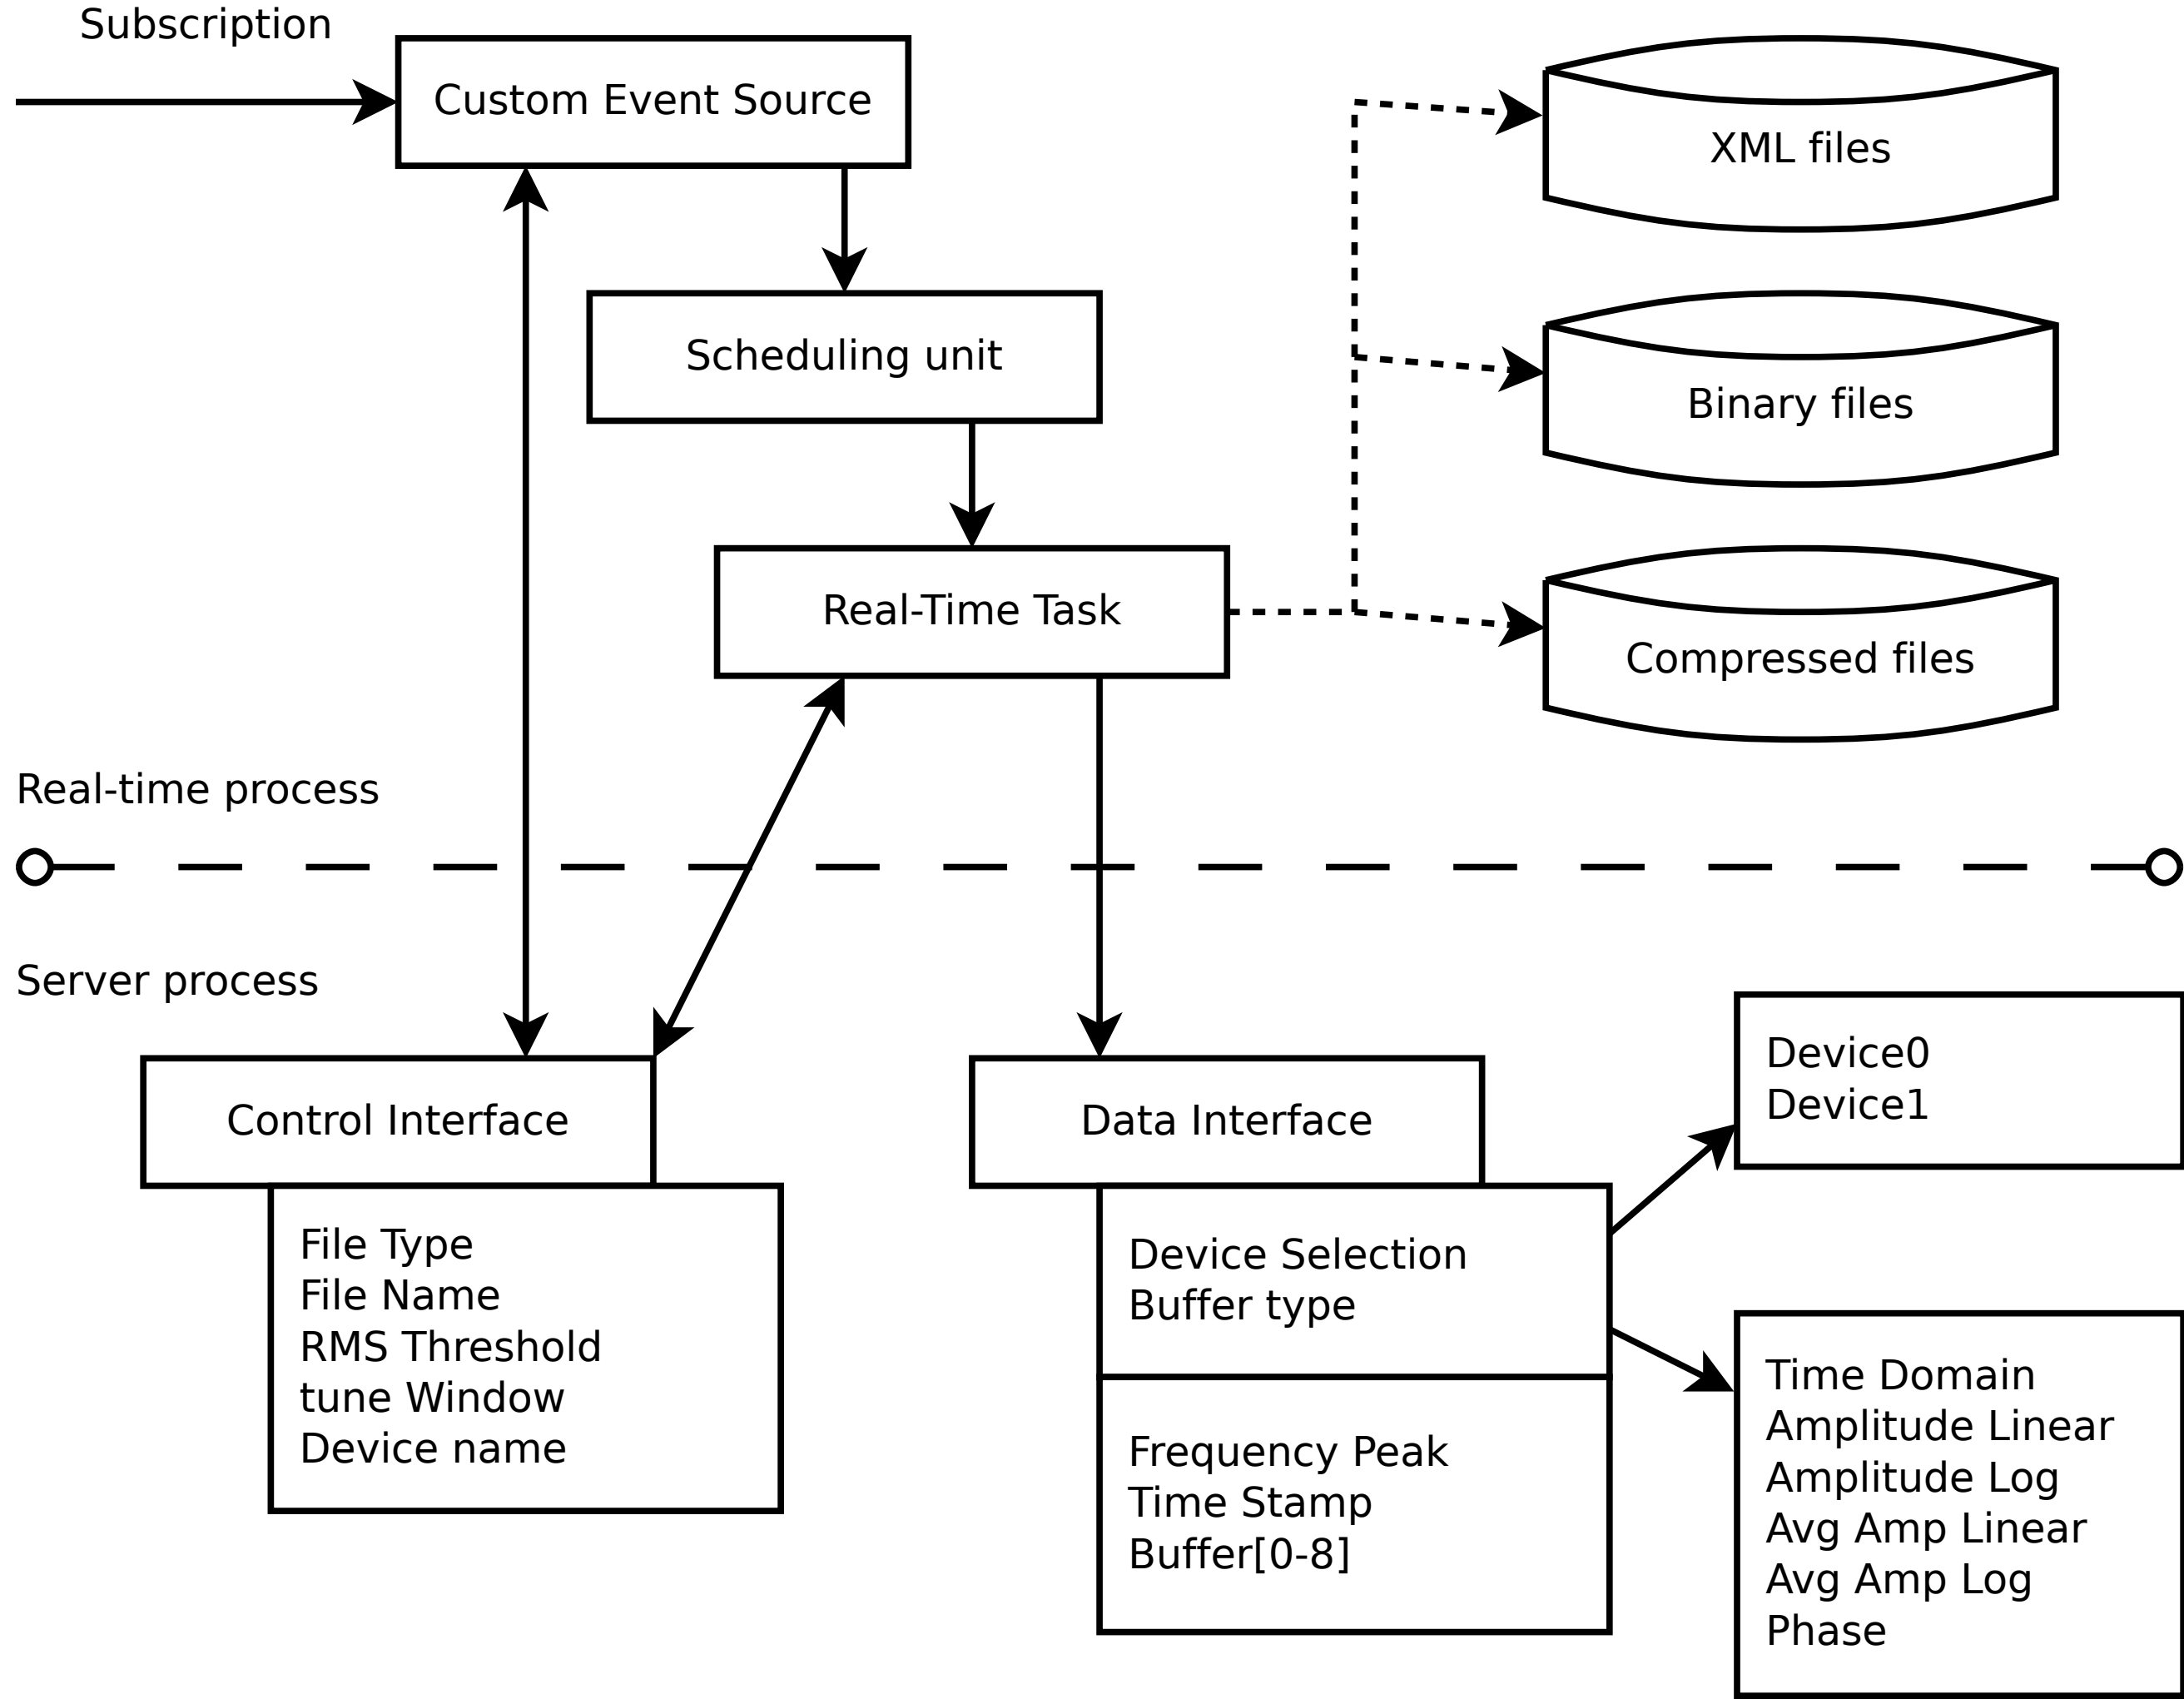 Subscription
Custom Event Source
XML files
Scheduling unit
Binary files
Real-Time Task
Compressed files
Real-time process
Server process
Control Interface
File Type
File Name
RMS Threshold
tune Window
Device name
Data Interface
Device Selection
Buffer type
Frequency Peak
Time Stamp
Buffer[0-8]
Device0
Device1
Time Domain
Amplitude Linear
Amplitude Log
Avg Amp Linear
Avg Amp Log
Phase